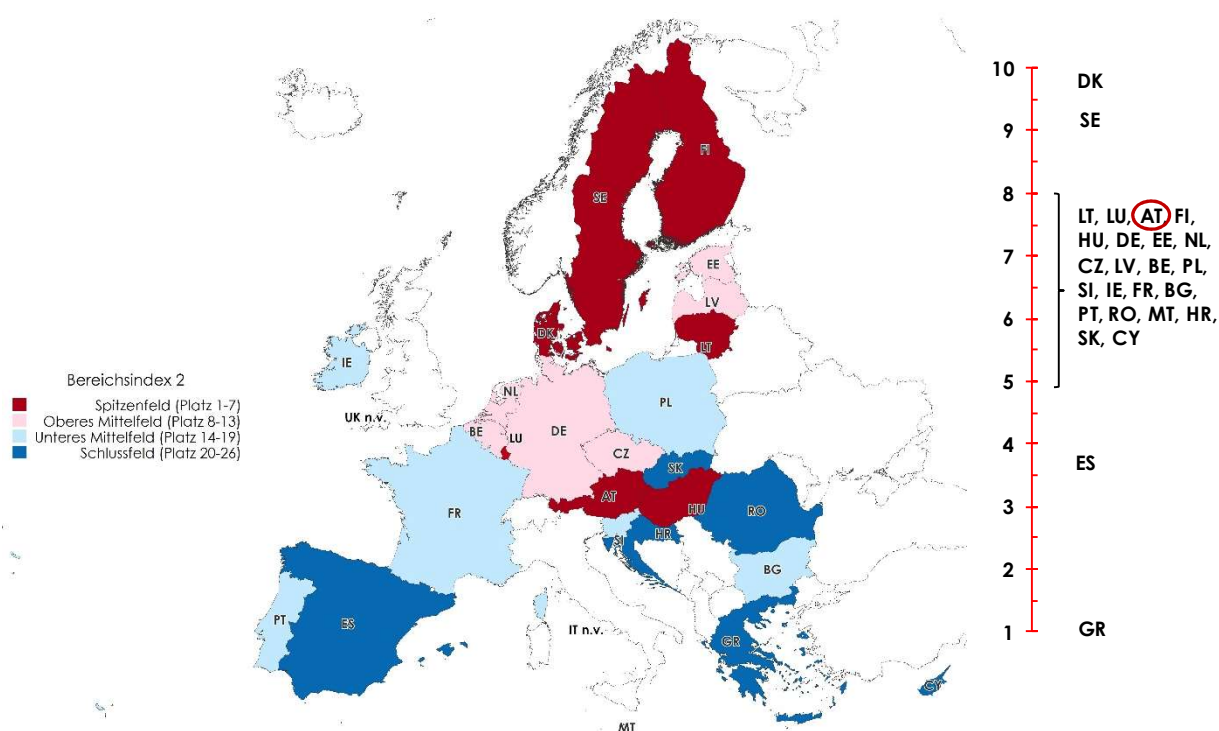 FI
SE
EE
LV
DK
LT
IE
NL
PL
UK n.v.
BE
LU
DE
CZ
SK
AT
FR
HU
RO
HR
SI
BG
PT
ES
IT n.v.
GR
CY
MT
Bereichsindex 2
Spitzenfeld (Platz 1-7)
Oberes Mittelfeld (Platz 8-13)
Unteres Mittelfeld (Platz 14-19)
Schlussfeld (Platz 20-26)
10
9
8
7
6
5
4
3
2
1
DK
SE
LT, LU, AT, FI,
HU, DE, EE, NL,
CZ, LV, BE, PL,
SI, IE, FR, BG,
PT, RO, MT, HR,
SK, CY
ES
GR